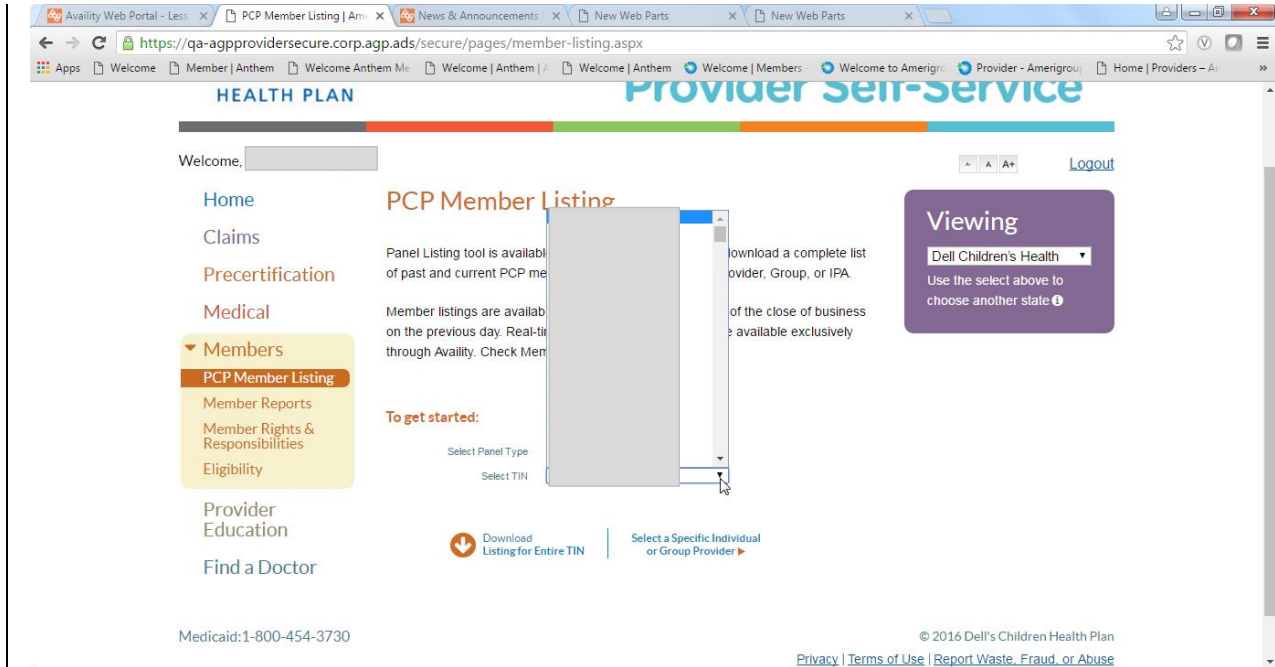 Availity Web Portal - Less
PCP Member Listing | Am
News & Announcements
New Web Parts
New Web Parts
https://qa-agpprovidersecure.corp.agp.ads/secure/pages/member-listing.aspx
Apps Welcome Member | Anthem Welcome Anthem Me Welcome | Anthem | Welcome | Anthem Welcome | Members - Welcome to Amerigro Provider - Amerigroup Home | Providers – An »
HEALTH PLAN
Provider Self-Service
Welcome,
A A A+ Logout
Home
Claims
Precertification
Medical
Members
PCP Member Listing
Member Reports
Member Rights &
Responsibilities
Eligibility
Provider
Education
Find a Doctor
PCP Member Listing
Panel Listing tool is availabl ownload a complete list
of past and current PCP me ovider, Group, or IPA.
Member listings are availab of the close of business
on the previous day. Real-tir e available exclusively
through Availity. Check Mem
To get started:
Select Panel Type
Select TIN
Download
Listing for Entire TIN
Select a Specific Individual
or Group Provider
Viewing
Dell Children's Health
Use the select above to
choose another state
Medicaid:1-800-454-3730
© 2016 Dell's Children Health Plan
Privacy | Terms of Use | Report Waste, Fraud, or Abuse